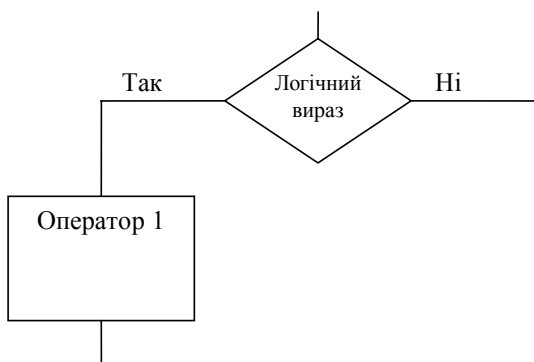 Так
Логічний
вираз
Ні
Оператор 1